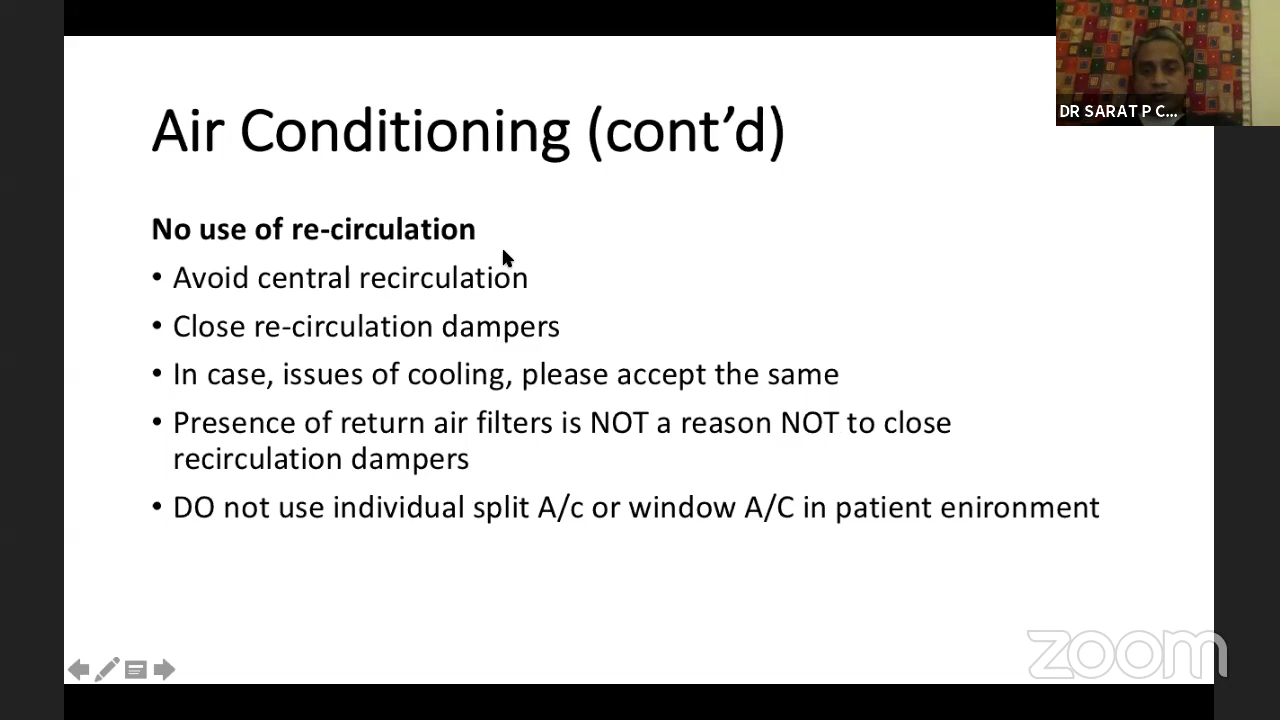 DR SARAT P C...
Air Conditioning (cont’d)
No use of re-circulation
• Avoid central recirculation
• Close re-circulation dampers
• In case, issues of cooling, please accept the same
• Presence of return air filters is NOT a reason NOT to close
recirculation dampers
• DO not use individual split A/c or window A/C in patient enironment
zoom